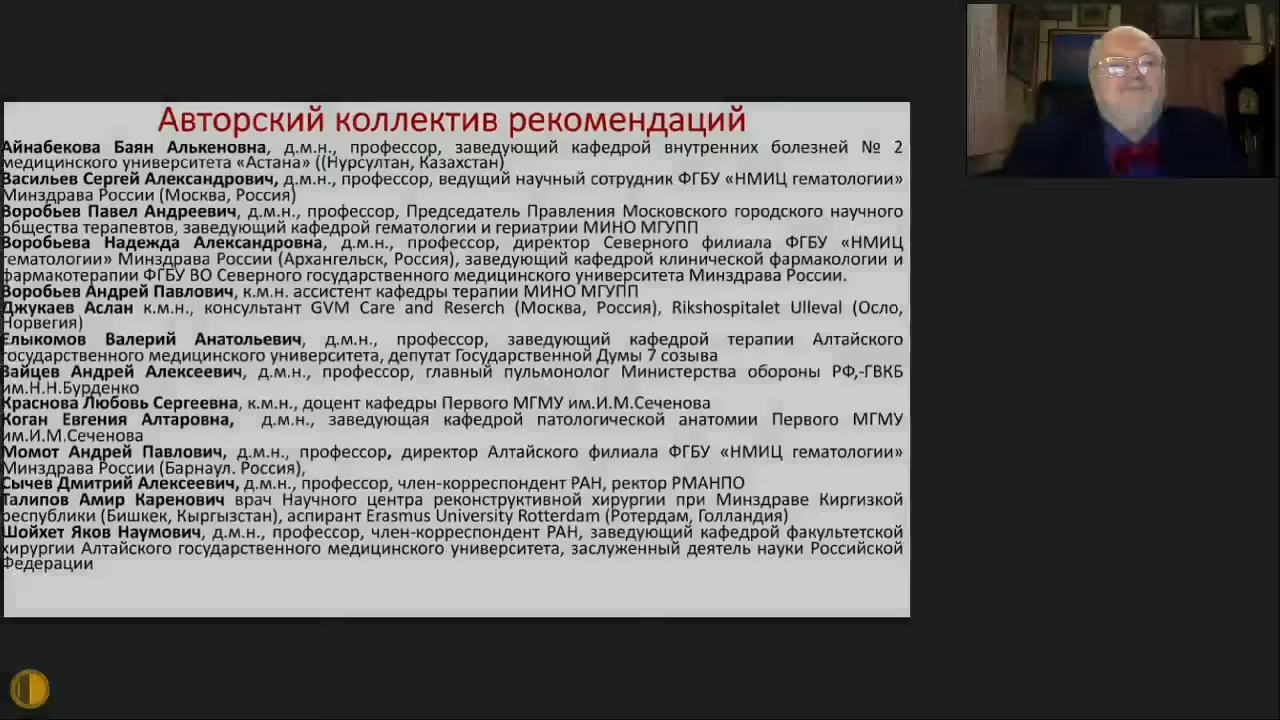 Авторский коллектив рекомендаций
Айнабекова Баян Алькеновна, д.м.н., профессор, заведующий кафедрой внутренних болезней № 2
медицинского университета «Астана» ((Нурсултан, Казахстан)
Васильев Сергей Александрович, д.м.н., профессор, ведущий научный сотрудник ФГБУ «НМИЦ гематологии»
Минздрава России (Москва, Россия)
Воробьев Павел Андреевич, д.м.н., профессор, Председатель Правления Московского городского научного
общества терапевтов, заведующий кафедрой гематологии и гериатрии МИНО МГУПП
Воробьева Надежда Александровна, д.м.н., профессор, директор Северного филиала ФГБУ «НМИЦ
гематологии» Минздрава России (Архангельск, Россия), заведующий кафедрой клинической фармакологии и
фармакотерапии ФГБУ ВО Северного государственного медицинского университета Минздрава России.
Воробьев Андрей Павлович, к.м.н. ассистент кафедры терапии МИНО МГУПП
Джукаев Аслан к.м.н., консультант GVM Care and Reserch (Москва, Россия), Rikshospitalet Ulleval (Осло,
Норвегия)
Елыкомов Валерий Анатольевич, д.м.н., профессор, заведующий кафедрой терапии Алтайского
государственного медицинского университета, депутат Государственной Думы 7 созыва
Зайцев Андрей Алексеевич, д.м.н., профессор, главный пульмонолог Министерства обороны РФ,-ГВКБ
им.Н.Н.Бурденко
Краснова Любовь Сергеевна, к.м.н., доцент кафедры Первого МГМУ им.И.М.Сеченова
Коган Евгения Алтаровна, д.м.н., заведующая кафедрой патологической анатомии Первого МГМУ
им.И.М.Сеченова
Момот Андрей Павлович, д.м.н., профессор, директор Алтайского филиала ФГБУ «НМИЦ гематологии»
Минздрава России (Барнаул. Россия),
Сычев Дмитрий Алексеевич, д.м.н., профессор, член-корреспондент РАН, ректор РМАНПО
Талипов Амир Каренович врач Научного центра реконструктивной хирургии при Минздраве Киргизкой
республики (Бишкек, Кыргызстан), аспирант Erasmus University Rotterdam (Ротердам, Голландия)
Шойхет Яков Наумович, д.м.н., профессор, член-корреспондент РАН, заведующий кафедрой факультетской
хирургии Алтайского государственного медицинского университета, заслуженный деятель науки Российской
Федерации